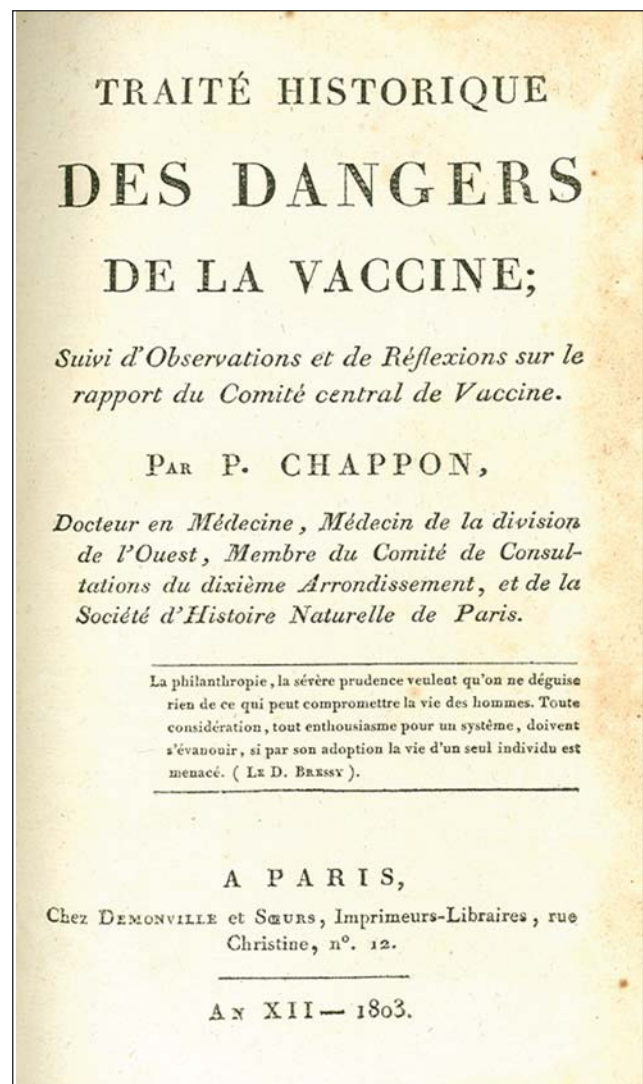 TRAITÉ HISTORIQUE
DES DANGERS
DE LA VACCINE;
Suivi d'Observations et de Réflexions sur le
rapport du Comité central de Vaccine.
PAR P. CHAPPON,
Docteur en Médecine, Médecin de la division
de l'Ouest, Membre du Comité de Consul-
tations du dixième Arrondissement, et de la
Société d'Histoire Naturelle de Paris.
La philanthropie, la sévère prudence veulent qu'on ne déguise
rien de ce qui peut compromettre la vie des hommes. Toute
considération, tout enthousiasme pour un système, doivent
s'évanouir, si par son adoption la vie d'un seul individu est
menacé. (LE D. BRESSY).
A PARIS,
Chez DEMONVILLE et SŒURS, Imprimeurs-Libraires, rue
Christine, n°. 12.
AN XII — 1803.